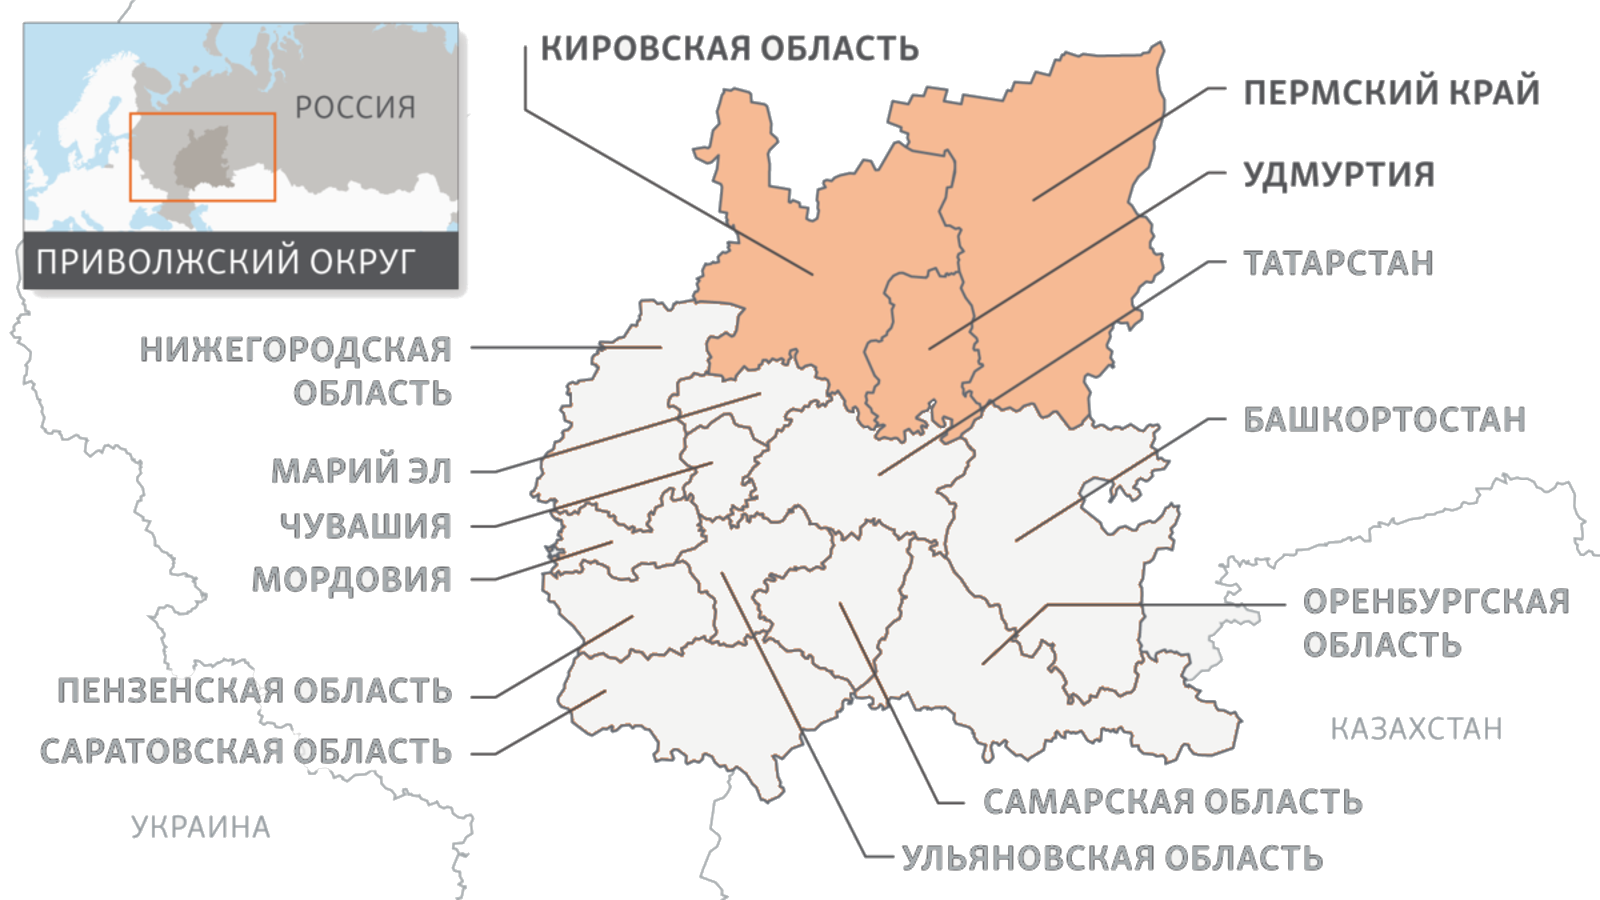 КИРОВСКАЯ ОБЛАСТЬ
ПЕРМСКИЙ КРАЙ
РОССИЯ
УДМУРТИЯ
ПРИВОЛЖСКИЙ ОКРУГ
ТАТАРСТАН
НИЖЕГОРОДСКАЯ
ОБЛАСТЬ
БАШКОРТОСТАН
МАРИЙ ЭЛ
ЧУВАШИЯ
МОРДОВИЯ
ОРЕНБУРГСКАЯ
ОБЛАСТЬ
ПЕНЗЕНСКАЯ ОБЛАСТЬ
КАЗАХСТАН
САРАТОВСКАЯ ОБЛАСТЬ
САМАРСКАЯ ОБЛАСТЬ
УКРАИНА
УЛЬЯНОВСКАЯ ОБЛАСТЬ